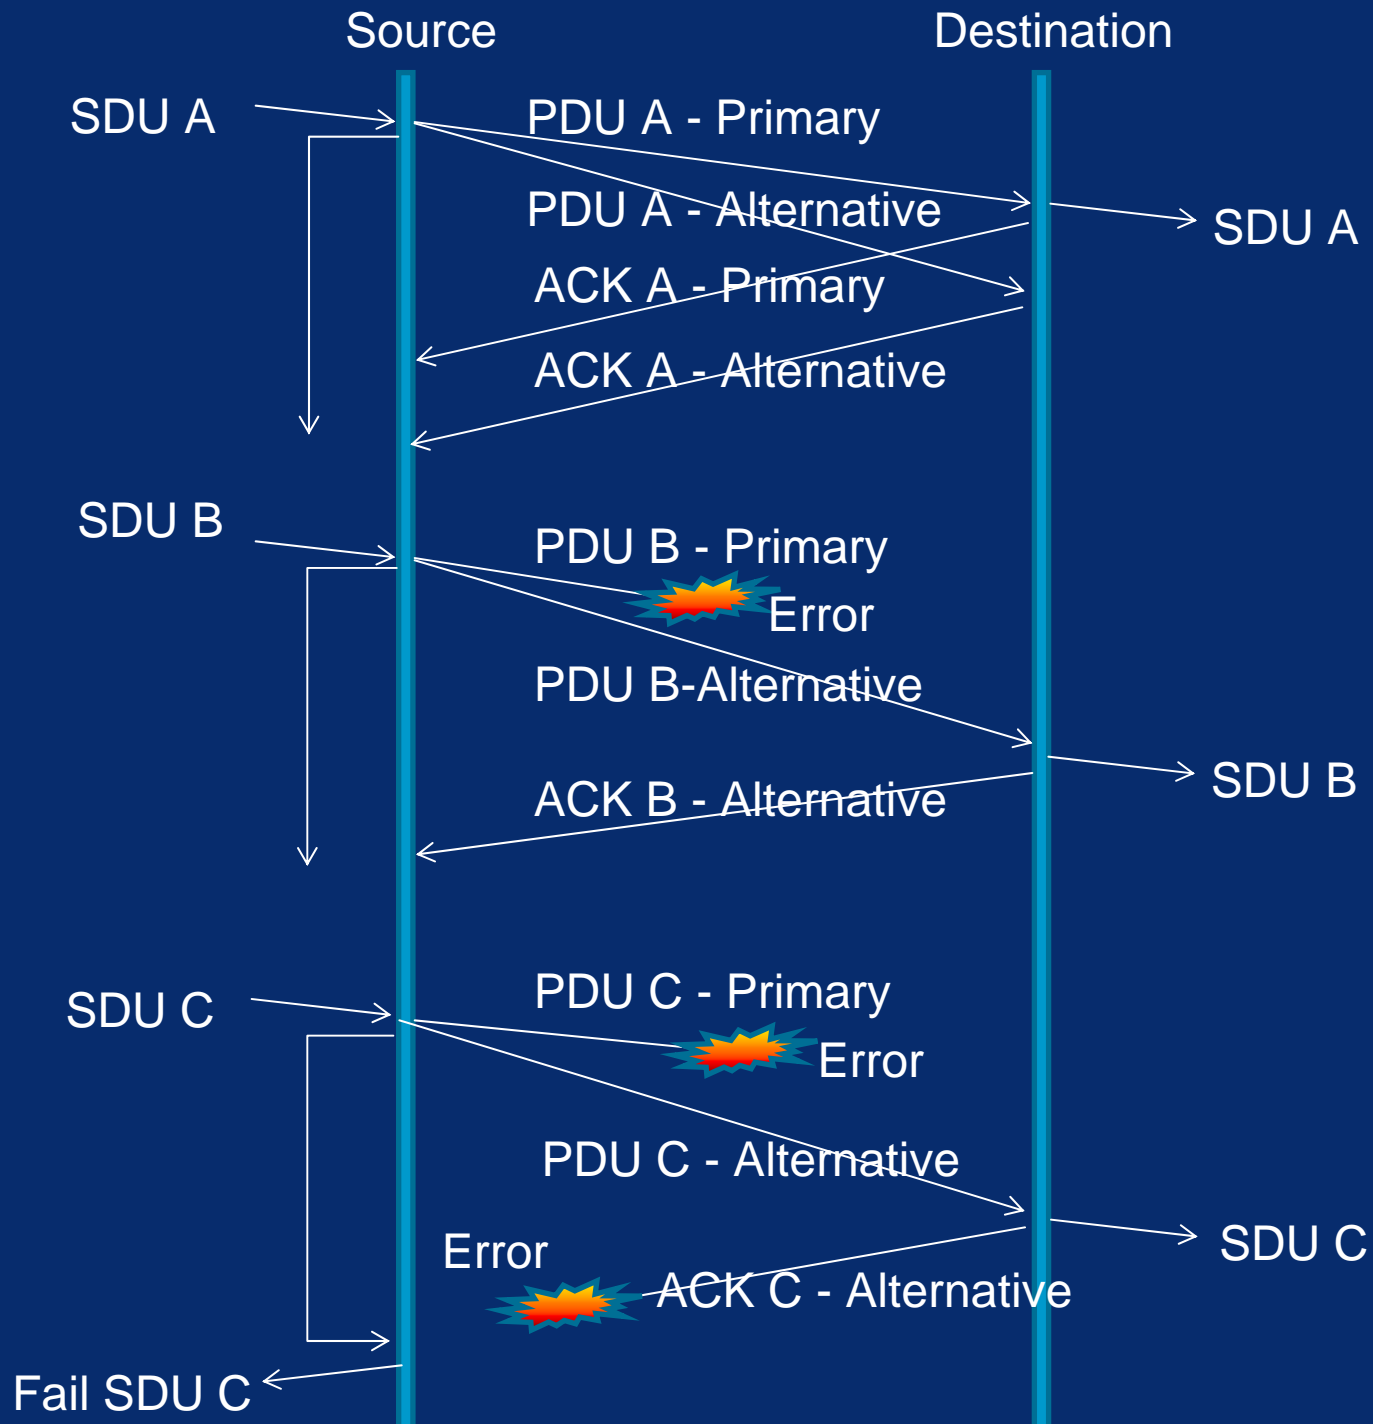 Source
Destination
SDU A
PDU A - Primary
PDU A - Alternative
SDU A
ACK A - Primary
ACK A - Alternative
SDU B
PDU B - Primary
Error
PDU B-Alternative
SDU B
ACK B - Alternative
SDU C
PDU C - Primary
Error
PDU C - Alternative
Error
SDU C
ACK C - Alternative
Fail SDU C